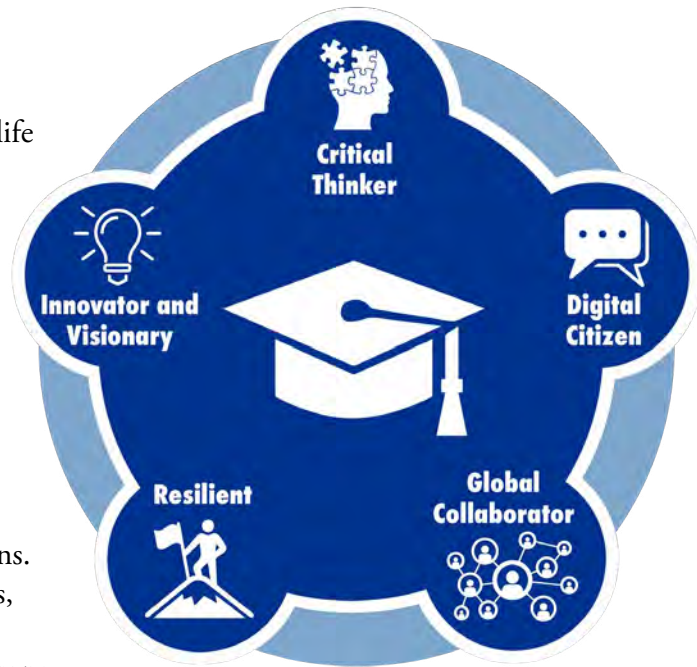 life
Critical
Thinker
Innovator and
Visionary
Digital
Citizen
Resilient
Global
Collaborator
ns.
s,